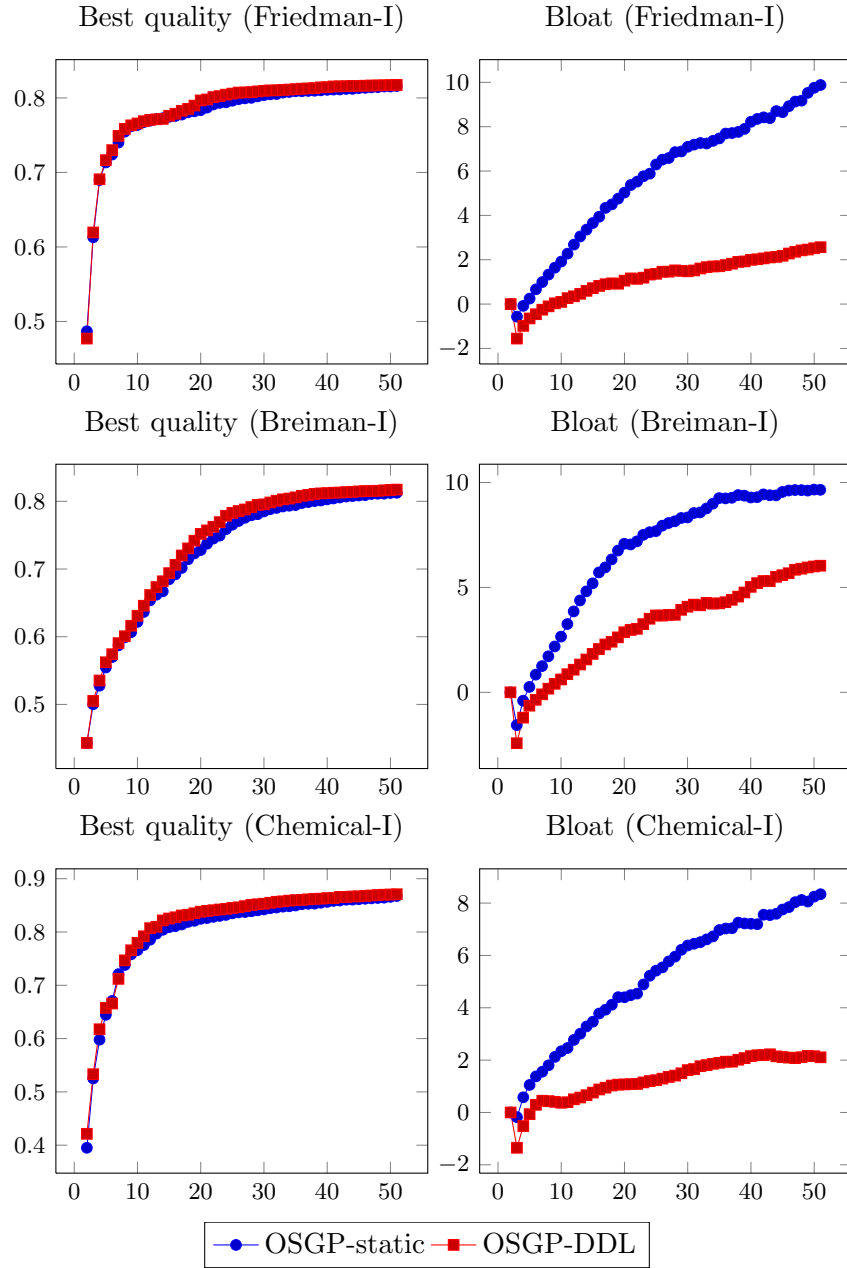 Best quality (Friedman-I)
0.8
0.7
0.6
0.5
0 10 20 30 40 50
Bloat (Friedman-I)
10
8
6
4
2
0
−2
0 10 20 30 40 50
Best quality (Breiman-I)
0.8
0.7
0.6
0.5
0 10 20 30 40 50
Bloat (Breiman-I)
10
5
0
0 10 20 30 40 50
Best quality (Chemical-I)
0.9
0.8
0.7
0.6
0.5
0.4
0 10 20 30 40 50
Bloat (Chemical-I)
8
6
4
2
0
−2
0 10 20 30 40 50
OSGP-static OSGP-DDL